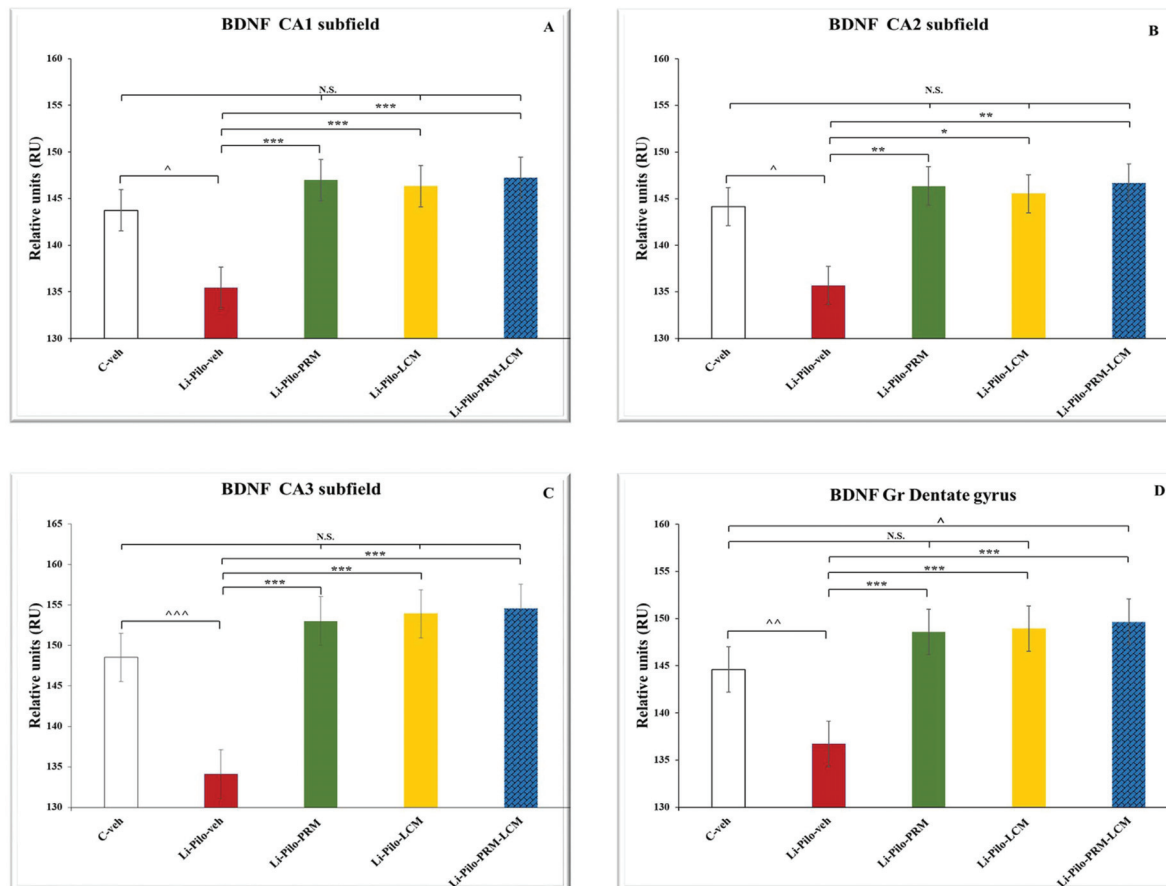 BDNF CA1 subfield
A
160
155
150
145
140
135
130
Relative units (RU)
N.S.
***
***
***
^
C-veh
Li-Pilo-veh
Li-Pilo-PRM
Li-Pilo-LCM
Li-Pilo-PRM-LCM
BDNF CA2 subfield
B
160
155
150
145
140
135
130
Relative units (RU)
N.S.
**
*
**
^
C-veh
Li-Pilo-veh
Li-Pilo-PRM
Li-Pilo-LCM
Li-Pilo-PRM-LCM
BDNF CA3 subfield
C
165
160
155
150
145
140
135
130
Relative units (RU)
N.S.
***
***
***
^^^
C-veh
Li-Pilo-veh
Li-Pilo-PRM
Li-Pilo-LCM
Li-Pilo-PRM-LCM
BDNF Gr Dentate gyrus
D
160
155
150
145
140
135
130
Relative units (RU)
^
N.S.
***
***
***
^^
C-veh
Li-Pilo-veh
Li-Pilo-PRM
Li-Pilo-LCM
Li-Pilo-PRM-LCM